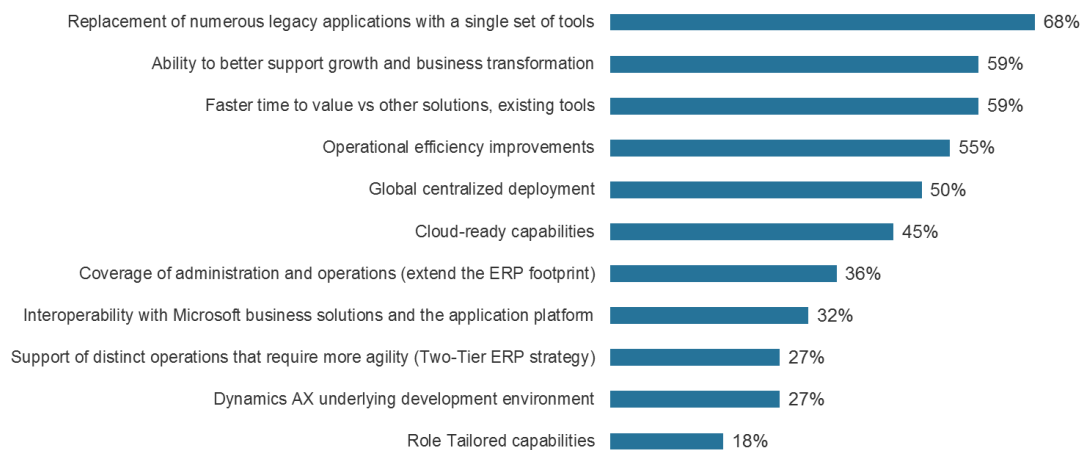 Replacement of numerous legacy applications with a single set of tools 68%
Ability to better support growth and business transformation 59%
Faster time to value vs other solutions, existing tools 59%
Operational efficiency improvements 55%
Global centralized deployment 50%
Cloud-ready capabilities 45%
Coverage of administration and operations (extend the ERP footprint) 36%
Interoperability with Microsoft business solutions and the application platform 32%
Support of distinct operations that require more agility (Two-Tier ERP strategy) 27%
Dynamics AX underlying development environment 27%
Role Tailored capabilities 18%